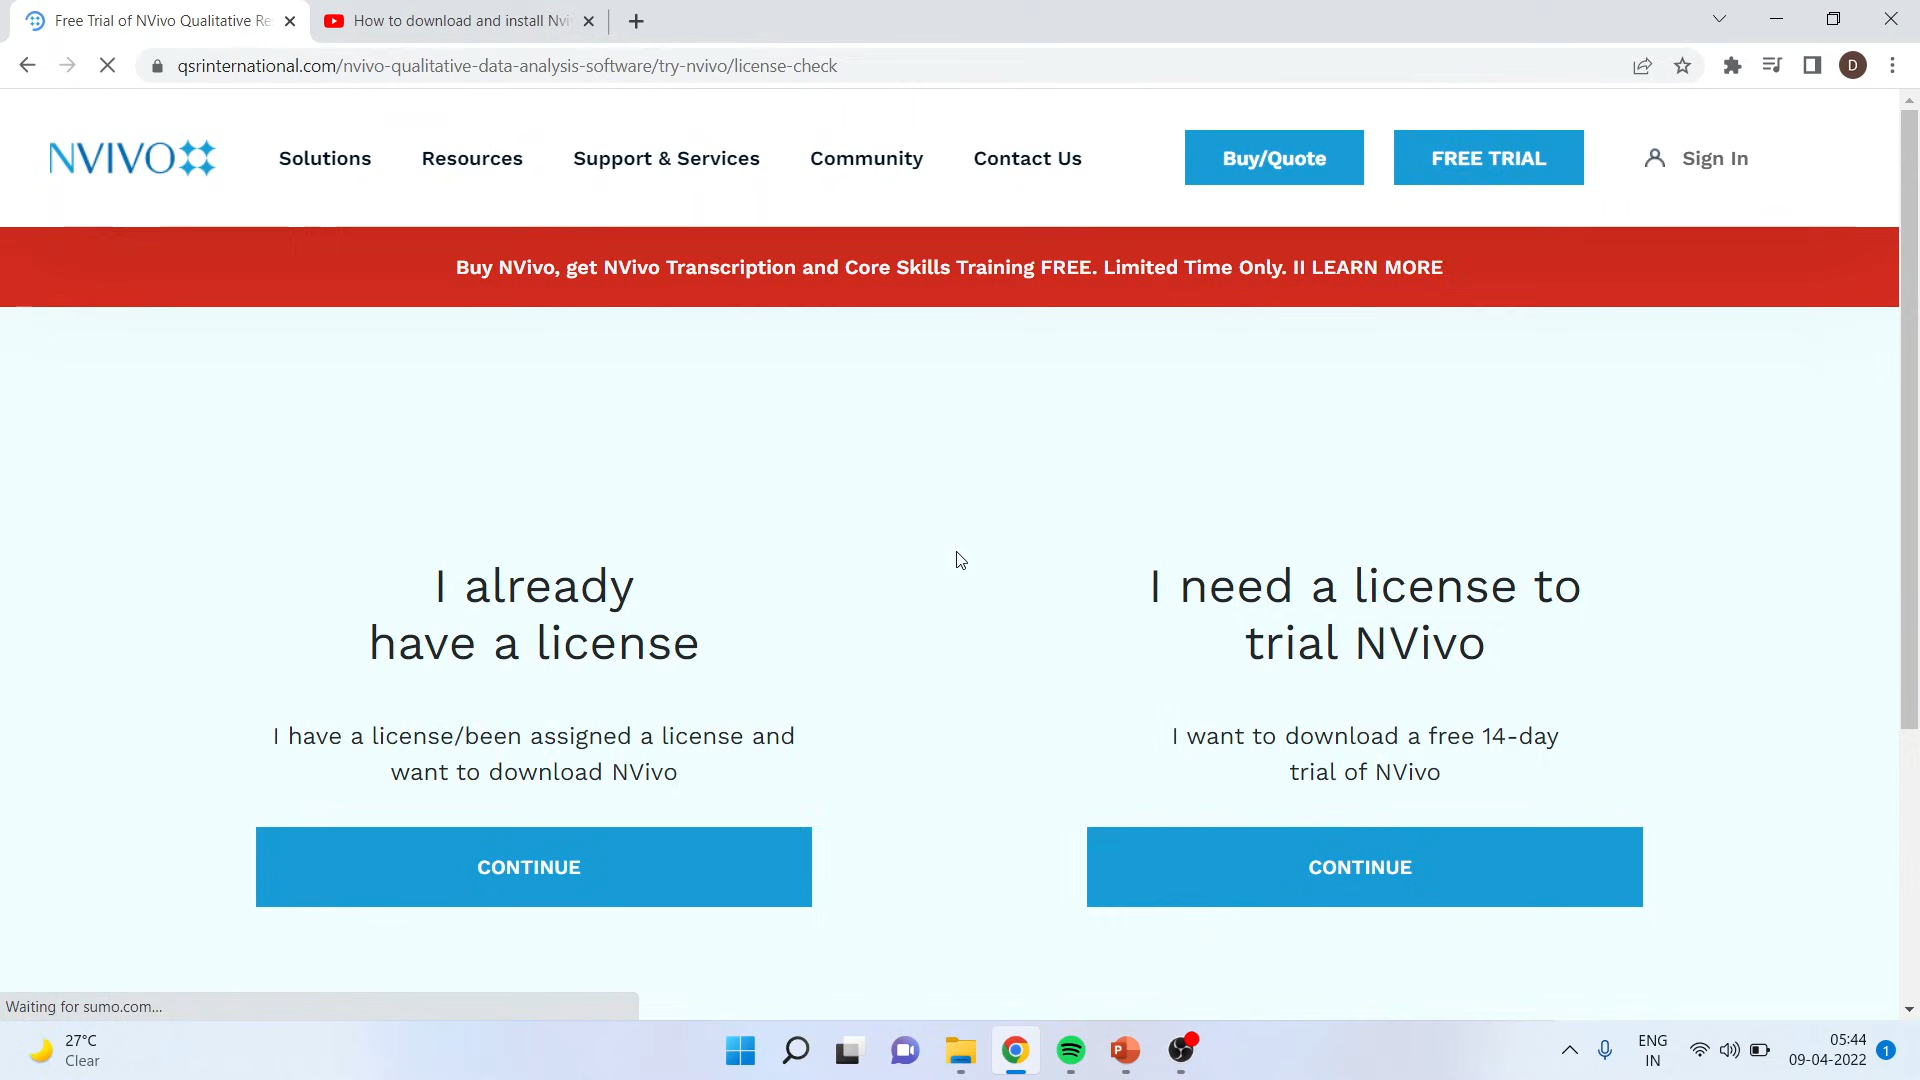 Free Trial of NVivo Qualitative Re
How to download and install Nvi
qsrinternational.com/nvivo-qualitative-data-analysis-software/try-nvivo/license-check
D
NVIVO
Solutions
Resources
Support & Services
Community
Contact Us
Buy/Quote
FREE TRIAL
Sign In
Buy NVivo, get NVivo Transcription and Core Skills Training FREE. Limited Time Only. II LEARN MORE
I already
have a license
I have a license/been assigned a license and
want to download NVivo
CONTINUE
I need a license to
trial NVivo
I want to download a free 14-day
trial of NVivo
CONTINUE
Waiting for sumo.com...
27°C
Clear
P
ENG
IN
05:44
09-04-2022
1